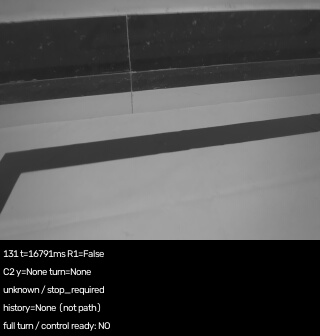 131 t=16791ms R1=False
C2 y=None turn=None
unknown / stop_required
history=None (not path)
full turn / control ready: NO